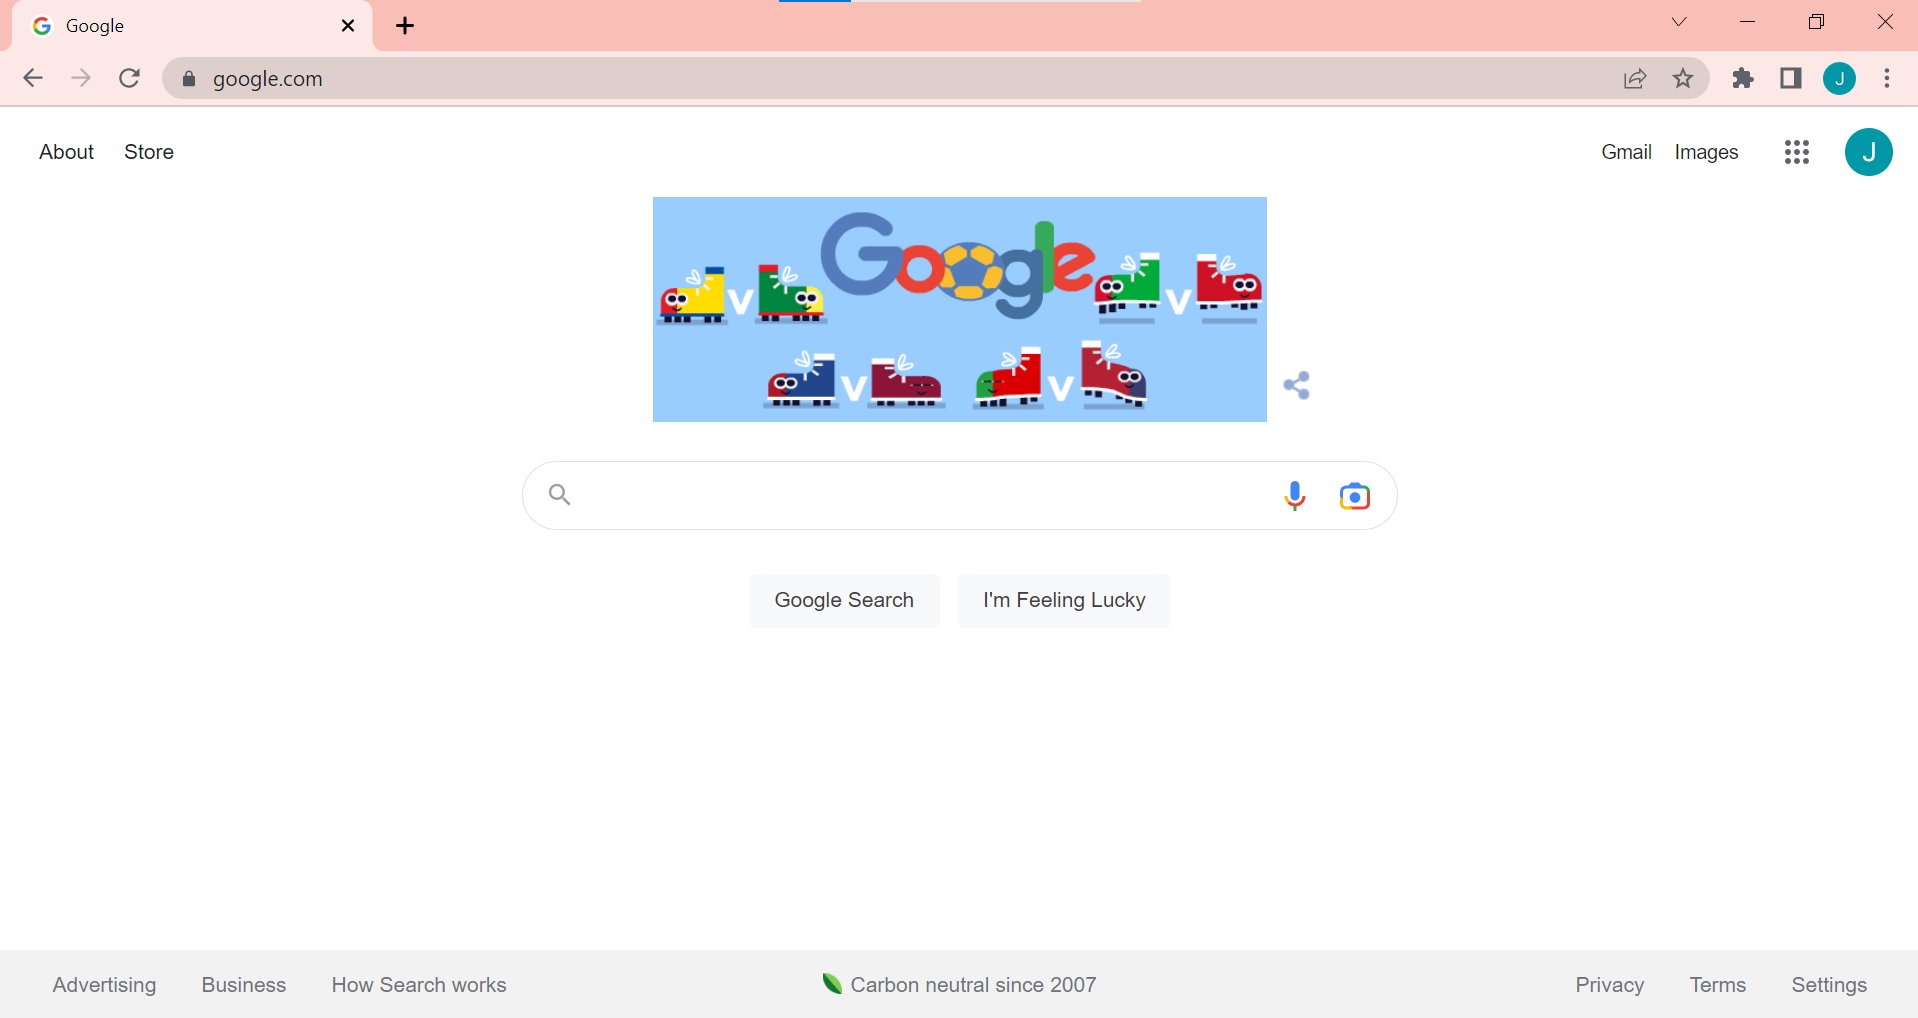 Google
google.com
J
About Store
Gmail Images
J
Google
V V
V V
Google Search I'm Feeling Lucky
Advertising Business How Search works
Carbon neutral since 2007
Privacy Terms Settings